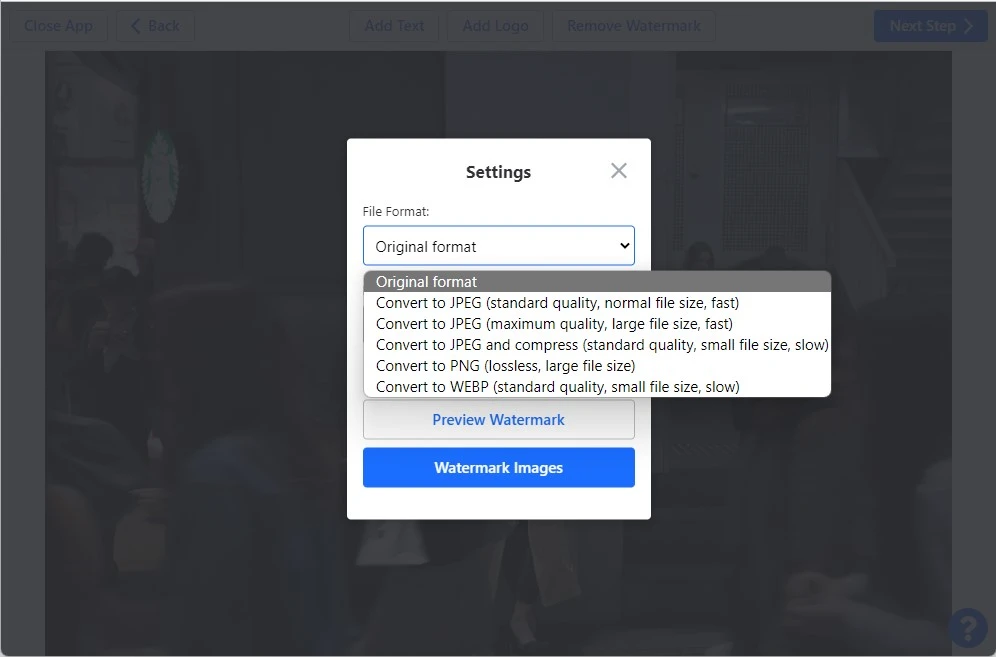 Close App
Back
Add Text
Add Logo
Remove Watermark
Next Step
Settings
File Format:
Original format
Original format
Convert to JPEG (standard quality, normal file size, fast)
Convert to JPEG (maximum quality, large file size, fast)
Convert to JPEG and compress (standard quality, small file size, slow)
Convert to PNG (lossless, large file size)
Convert to WEBP (standard quality, small file size, slow)
Preview Watermark
Watermark Images
?